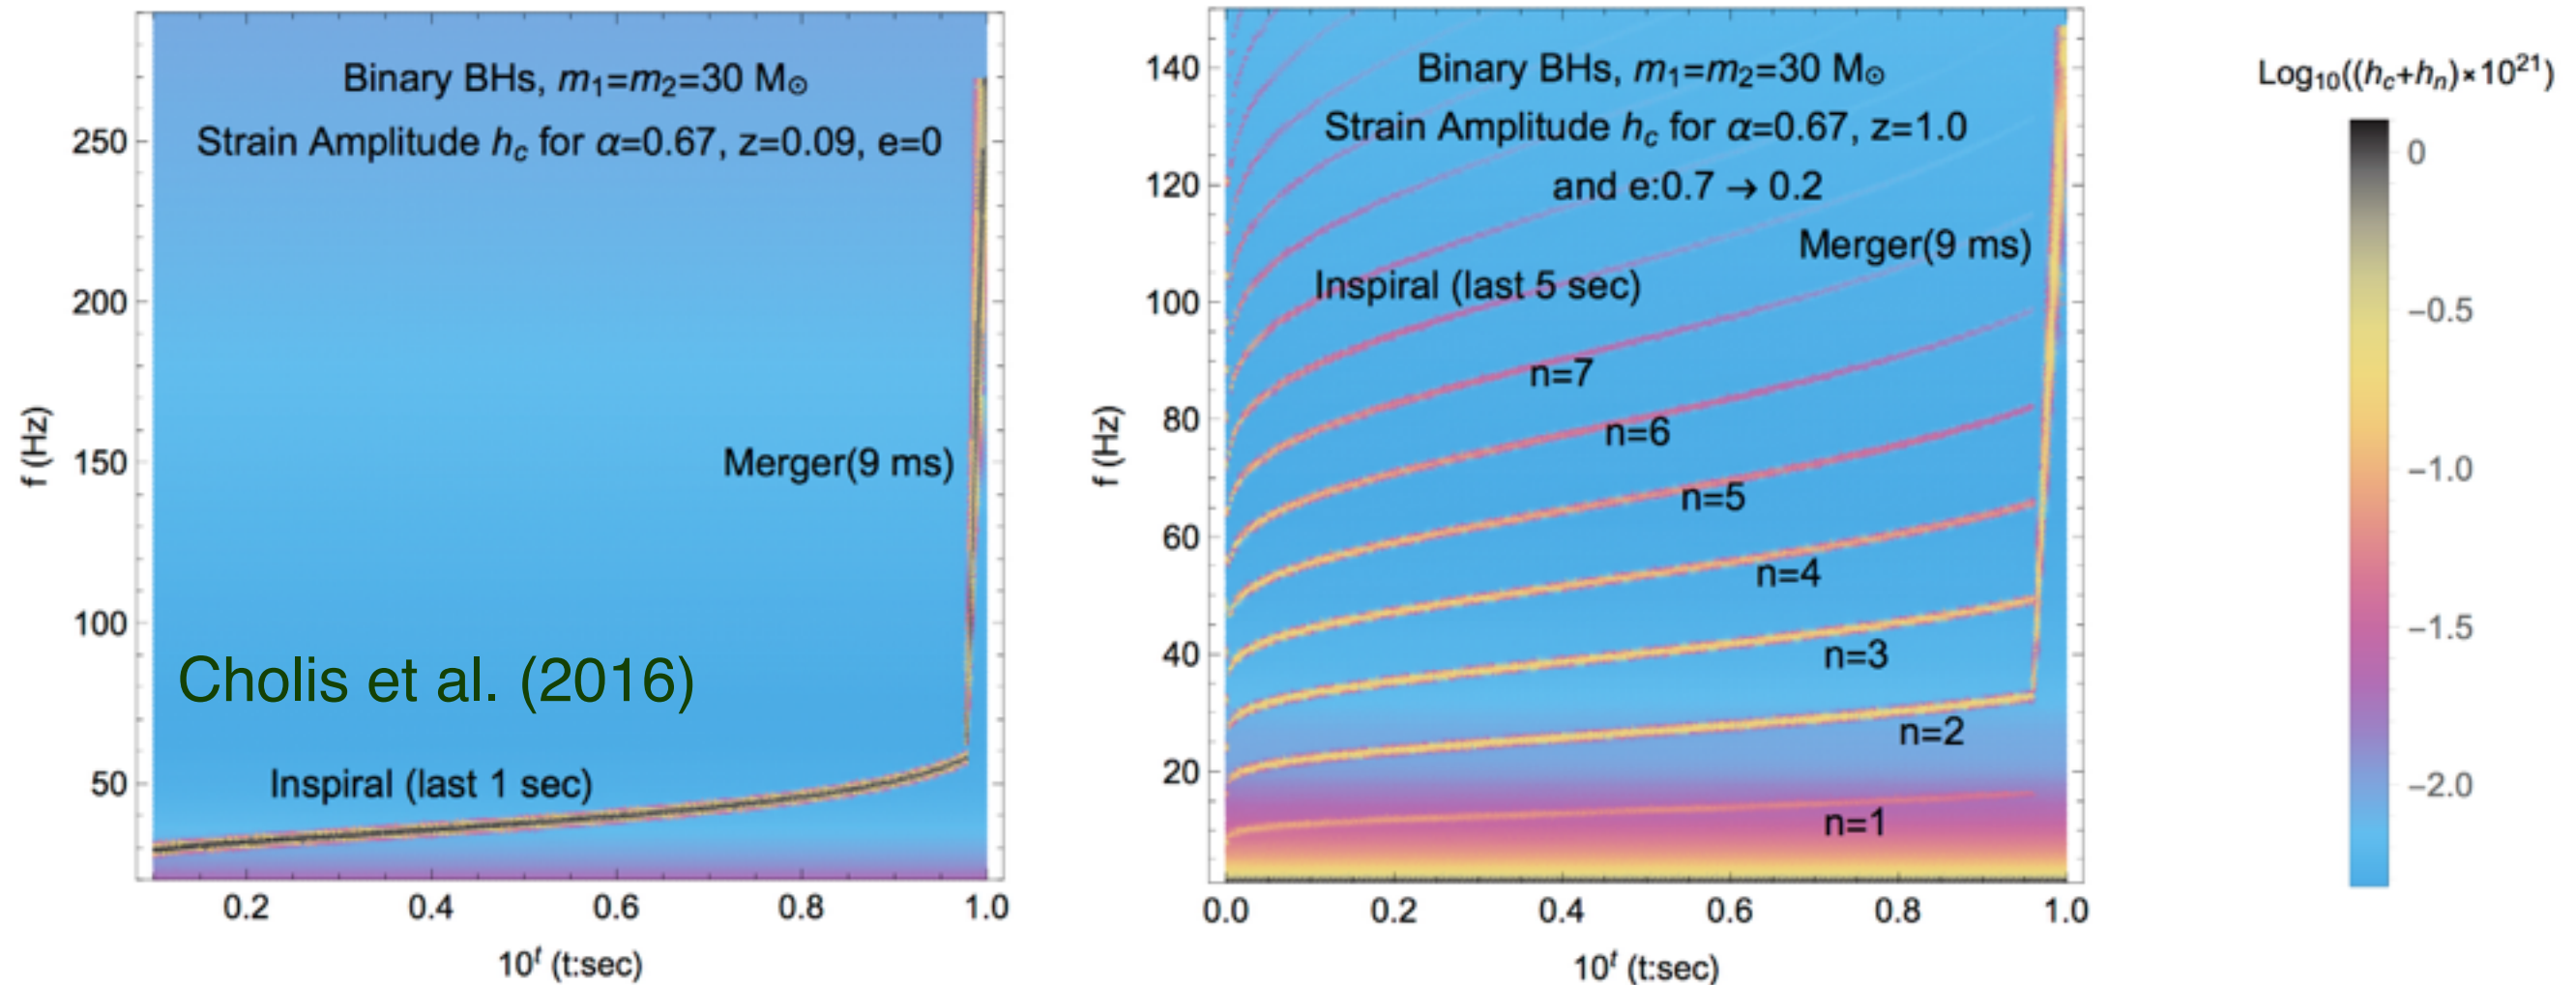 Binary BHs, m₁=m₂=30 M⊙
Strain Amplitude h_c for α=0.67, z=0.09, e=0
Merger(9 ms)
Cholis et al. (2016)
Inspiral (last 1 sec)
f (Hz)
250
200
150
100
50
0.2 0.4 0.6 0.8 1.0
10ᵗ (t:sec)
Binary BHs, m₁=m₂=30 M⊙
Strain Amplitude h_c for α=0.67, z=1.0
and e:0.7 → 0.2
Merger(9 ms)
Inspiral (last 5 sec)
n=7
n=6
n=5
n=4
n=3
n=2
n=1
f (Hz)
140
120
100
80
60
40
20
0.0 0.2 0.4 0.6 0.8 1.0
10ᵗ (t:sec)
Log₁₀((h_c+h_n)×10²¹)
0
−0.5
−1.0
−1.5
−2.0